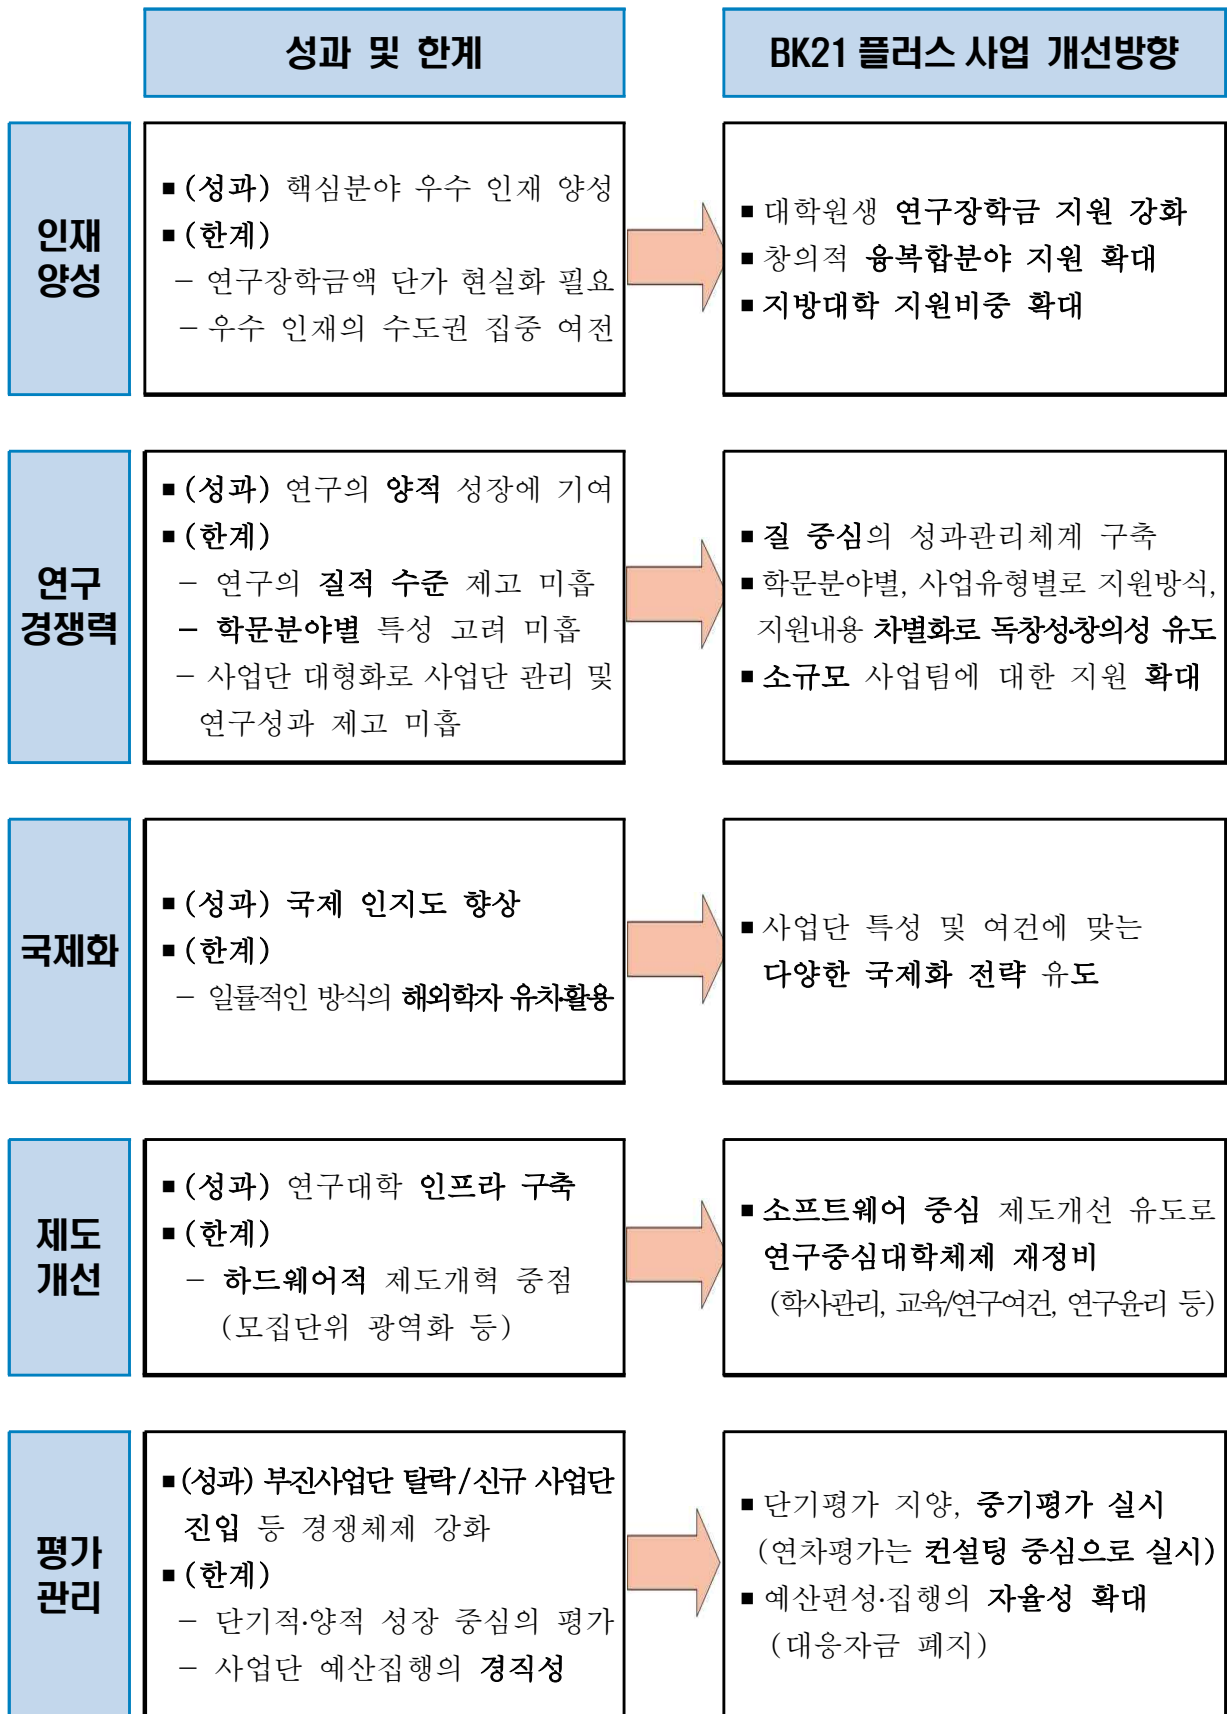 성과 및 한계
BK21 플러스 사업 개선방향
인재
양성
▪ (성과) 핵심분야 우수 인재 양성
▪ (한계)
– 연구장학금액 단가 현실화 필요
– 우수 인재의 수도권 집중 여전
▪ 대학원생 연구장학금 지원 강화
▪ 창의적 융복합분야 지원 확대
▪ 지방대학 지원비중 확대
연구
경쟁력
▪ (성과) 연구의 양적 성장에 기여
▪ (한계)
– 연구의 질적 수준 제고 미흡
– 학문분야별 특성 고려 미흡
– 사업단 대형화로 사업단 관리 및
연구성과 제고 미흡
▪ 질 중심의 성과관리체계 구축
▪ 학문분야별, 사업유형별로 지원방식,
지원내용 차별화로 독창성·창의성 유도
▪ 소규모 사업팀에 대한 지원 확대
국제화
▪ (성과) 국제 인지도 향상
▪ (한계)
– 일률적인 방식의 해외학자 유치·활용
▪ 사업단 특성 및 여건에 맞는
다양한 국제화 전략 유도
제도
개선
▪ (성과) 연구대학 인프라 구축
▪ (한계)
– 하드웨어적 제도개혁 중점
(모집단위 광역화 등)
▪ 소프트웨어 중심 제도개선 유도로
연구중심대학체제 재정비
(학사관리, 교육/연구여건, 연구윤리 등)
평가
관리
▪ (성과) 부진사업단 탈락/신규 사업단
진입 등 경쟁체제 강화
▪ (한계)
– 단기적·양적 성장 중심의 평가
– 사업단 예산집행의 경직성
▪ 단기평가 지양, 중기평가 실시
(연차평가는 컨설팅 중심으로 실시)
▪ 예산편성·집행의 자율성 확대
(대응자금 폐지)